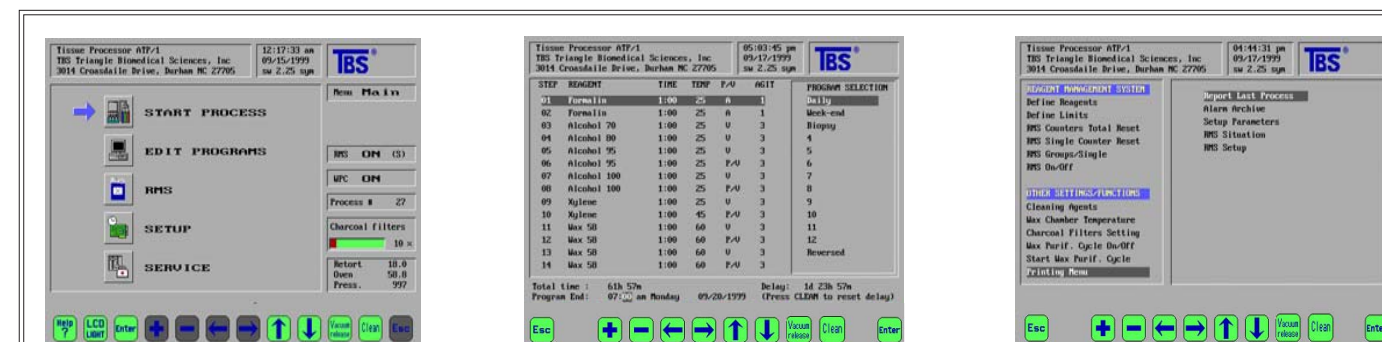 Tissue Processor ATP/1
TBS Triangle Biomedical Sciences, Inc
3014 Croasdaile Drive, Durham NC 27705
12:17:33 am
09/15/1999
sw 2.25 sym
TBS
Menu Main
START PROCESS
EDIT PROGRAMS
RMS
SETUP
SERVICE
RMS ON (S)
WPC ON
Process # 27
Charcoal filters
10 %
Retort 18.0
Oven 58.8
Press. 997
Help ?
LCD LIGHT
Enter
+
-
←
→
↑
↓
Vacuum release
Clean
Esc
Tissue Processor ATP/1
TBS Triangle Biomedical Sciences, Inc
3014 Croasdaile Drive, Durham NC 27705
05:03:45 pm
09/17/1999
sw 2.25 sym
TBS
STEP REAGENT TIME TEMP P/V AGIT
01 Formalin 1:00 25 A 1
02 Formalin 1:00 25 A 1
03 Alcohol 70 1:00 25 V 3
04 Alcohol 80 1:00 25 V 3
05 Alcohol 95 1:00 25 V 3
06 Alcohol 95 1:00 25 P/V 3
07 Alcohol 100 1:00 25 V 3
08 Alcohol 100 1:00 25 P/V 3
09 Xylene 1:00 25 V 3
10 Xylene 1:00 45 P/V 3
11 Wax 58 1:00 60 V 3
12 Wax 58 1:00 60 P/V 3
13 Wax 58 1:00 60 V 3
14 Wax 58 1:00 60 P/V 3
PROGRAM SELECTION
Daily
Week-end
Biopsy
4
5
6
7
8
9
10
11
12
Reversed
Total time : 61h 57m Delay: 1d 23h 57m
Program End: 07:00 am Monday 09/20/1999 (Press CLEAN to reset delay)
Esc
+
-
←
→
↑
↓
Vacuum release
Clean
Enter
Tissue Processor ATP/1
TBS Triangle Biomedical Sciences, Inc
3014 Croasdaile Drive, Durham NC 27705
04:44:31 pm
09/17/1999
sw 2.25 sym
TBS
REAGENT MANAGEMENT SYSTEM
Define Reagents
Define Limits
RMS Counters Total Reset
RMS Single Counter Reset
RMS Groups/Single
RMS On/Off
OTHER SETTINGS/FUNCTIONS
Cleaning Agents
Wax Chamber Temperature
Charcoal Filters Setting
Wax Purif. Cycle On/Off
Start Wax Purif. Cycle
Printing Menu
Report Last Process
Alarm Archive
Setup Parameters
RMS Situation
RMS Setup
Esc
+
-
←
→
↑
↓
Vacuum release
Clean